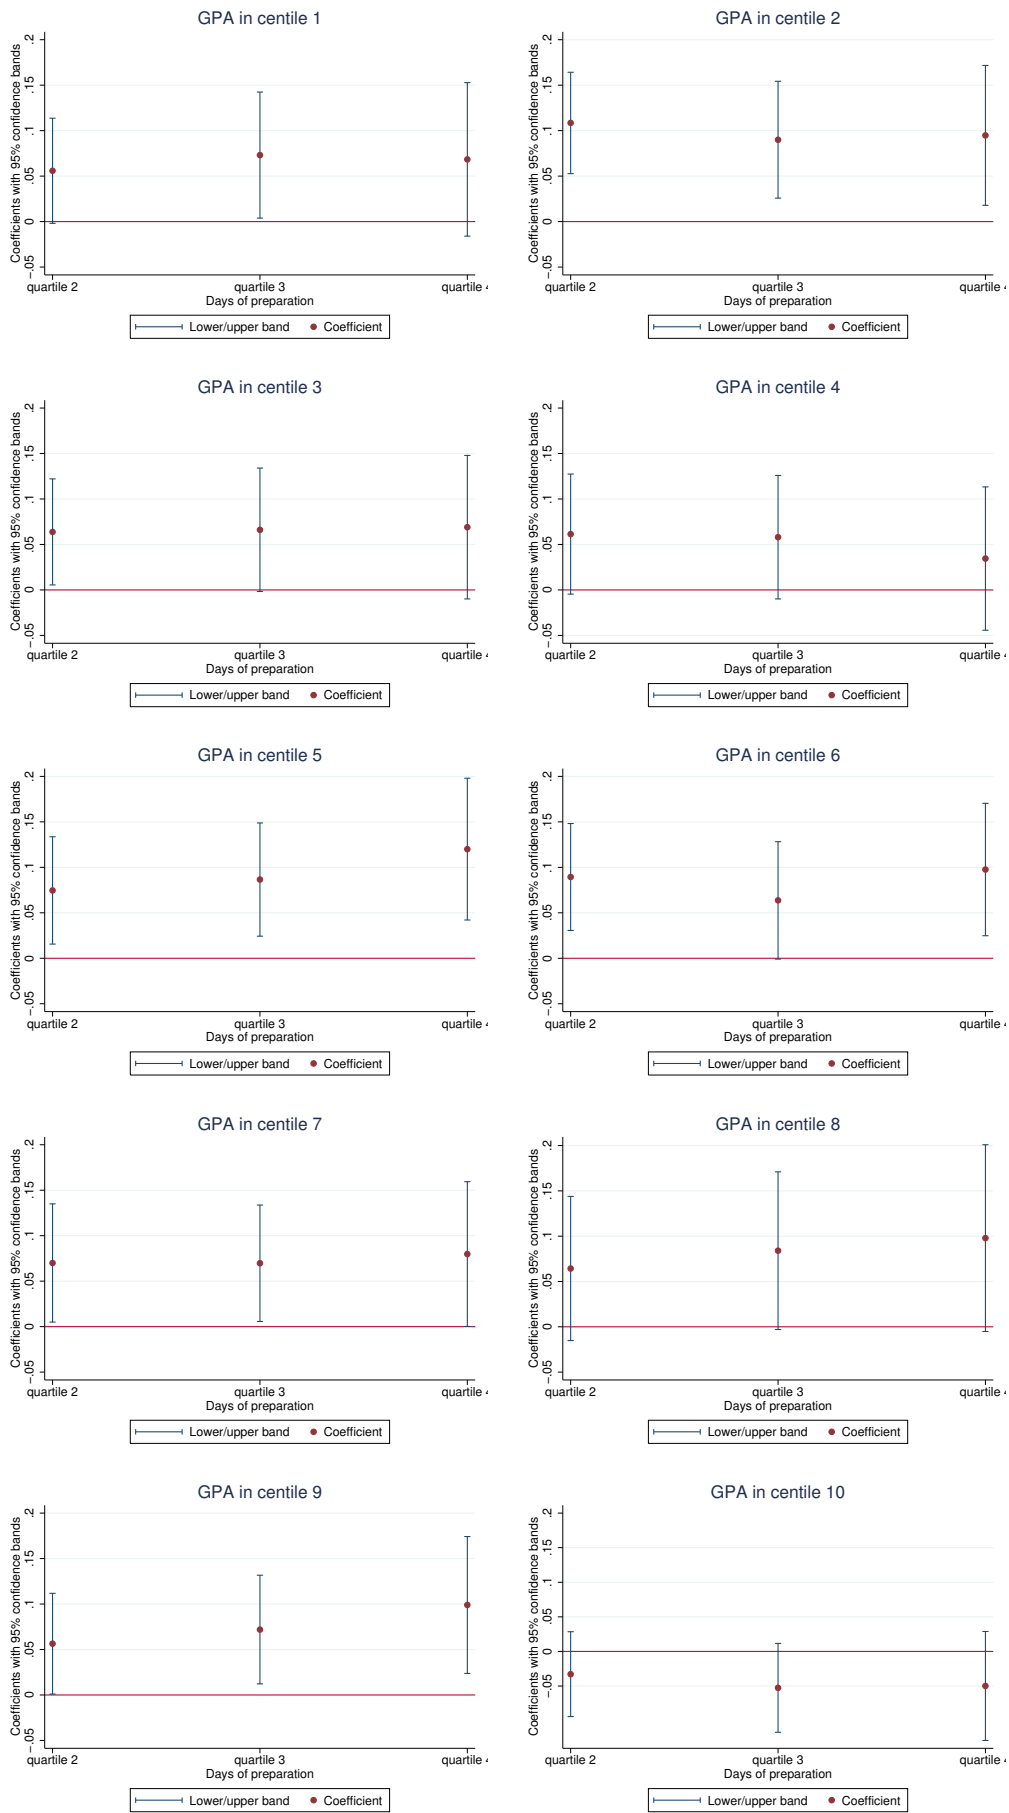 GPA in centile 1
Coefficients with 95% confidence bands
.2
.15
.1
.05
0
-.05
quartile 2
quartile 3
quartile
Days of preparation
Lower/upper band
Coefficient
GPA in centile 2
Coefficients with 95% confidence bands
.2
.15
.1
.05
0
-.05
quartile 2
quartile 3
quartile
Days of preparation
Lower/upper band
Coefficient
GPA in centile 3
Coefficients with 95% confidence bands
.2
.15
.1
.05
0
-.05
quartile 2
quartile 3
quartile
Days of preparation
Lower/upper band
Coefficient
GPA in centile 4
Coefficients with 95% confidence bands
.2
.15
.1
.05
0
-.05
quartile 2
quartile 3
quartile
Days of preparation
Lower/upper band
Coefficient
GPA in centile 5
Coefficients with 95% confidence bands
.2
.15
.1
.05
0
-.05
quartile 2
quartile 3
quartile
Days of preparation
Lower/upper band
Coefficient
GPA in centile 6
Coefficients with 95% confidence bands
.2
.15
.1
.05
0
-.05
quartile 2
quartile 3
quartile
Days of preparation
Lower/upper band
Coefficient
GPA in centile 7
Coefficients with 95% confidence bands
.2
.15
.1
.05
0
-.05
quartile 2
quartile 3
quartile
Days of preparation
Lower/upper band
Coefficient
GPA in centile 8
Coefficients with 95% confidence bands
.2
.15
.1
.05
0
-.05
quartile 2
quartile 3
quartile
Days of preparation
Lower/upper band
Coefficient
GPA in centile 9
Coefficients with 95% confidence bands
.2
.15
.1
.05
0
-.05
quartile 2
quartile 3
quartile
Days of preparation
Lower/upper band
Coefficient
GPA in centile 10
Coefficients with 95% confidence bands
.2
.15
.1
.05
0
-.05
quartile 2
quartile 3
quartile
Days of preparation
Lower/upper band
Coefficient